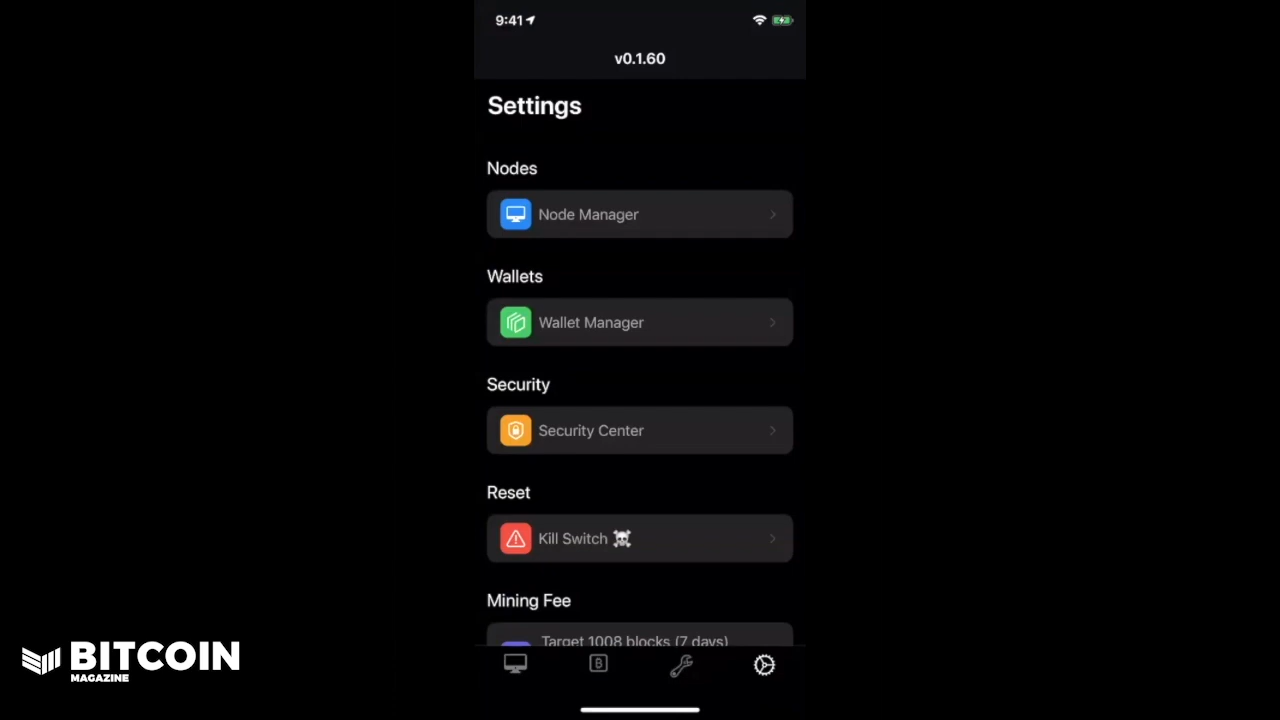 9:41
v0.1.60
Settings
Nodes
Node Manager
Wallets
Wallet Manager
Security
Security Center
Reset
Kill Switch ☠️
Mining Fee
Target 1008 blocks (7 days)
BITCOIN
MAGAZINE